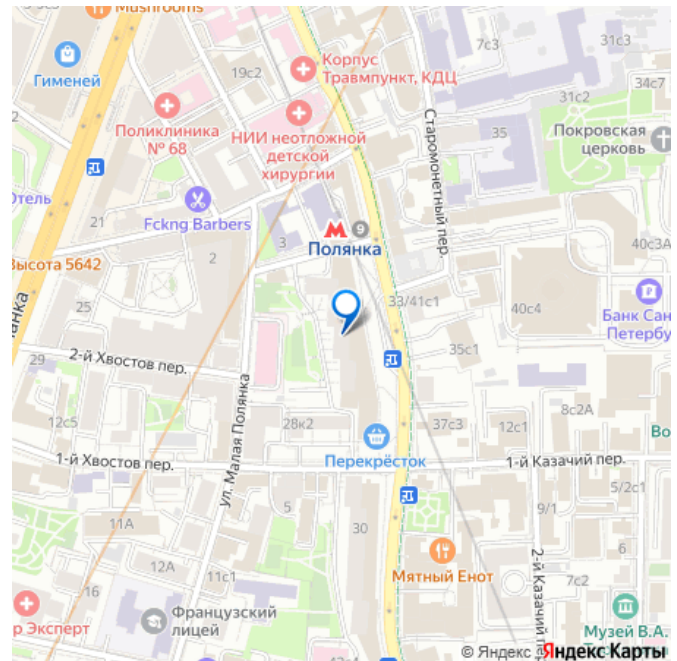 Mushrooms
Гименей
19с2
Корпус
Травмпункт, КДЦ
7с3
31с3
34с7
31с2
Поликлиника
№ 68
НИИ неотложной
детской
хирургии
Старомонетный пер.
35
Покровская
церковь
Отель
21
Fckng Barbers
3
9
Полянка
2
Высота 5642
40с3А
25
33/41с1
40с4
Банк Сан
Петербу
29
2-й Хвостов пер.
35с1
ул. Малая Полянка
12с5
28к2
37с3
12с1
8с2А
Во
Перекрёсток
1-й Хвостов пер.
1-й Казачий пер.
5/2с1
11А
5
30
9/1
12А
11с1
16
Мятный Енот
2-й Казачий пер
7с2
р Эксперт
Французский
лицей
Музей В.А.
© Яндекс
Яндекс Карты